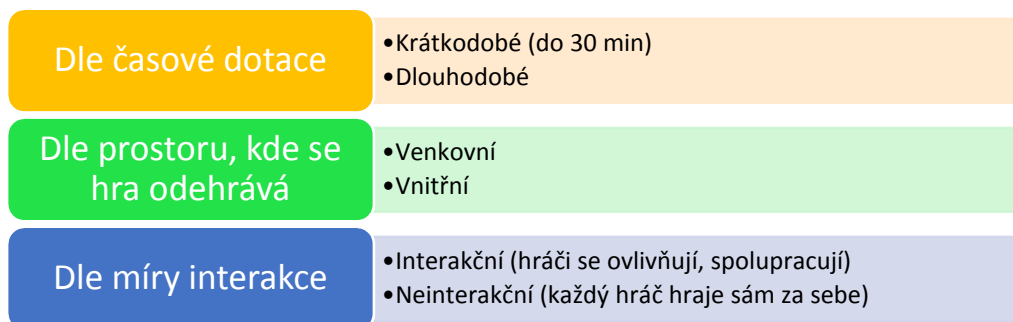 Dle časové dotace
•Krátkodobé (do 30 min)
•Dlouhodobé
Dle prostoru, kde se
hra odehrává
•Venkovní
•Vnitřní
Dle míry interakce
•Interakční (hráči se ovlivňují, spolupracují)
•Neinterakční (každý hráč hraje sám za sebe)